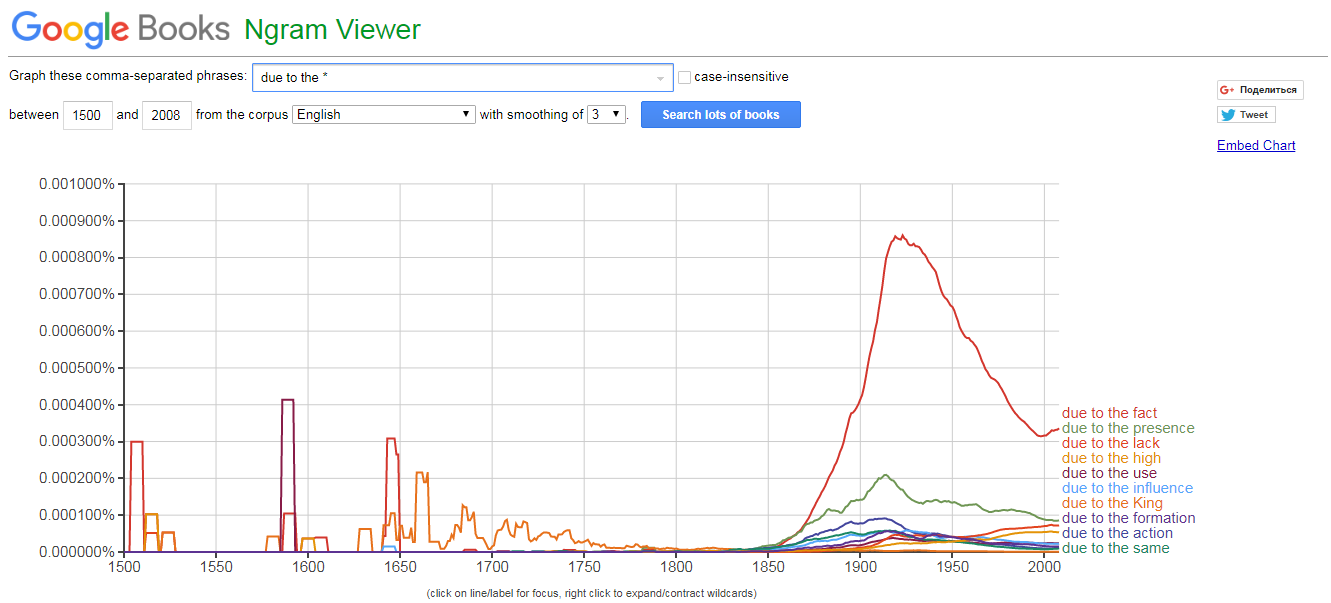 Google Books Ngram Viewer
Graph these comma-separated phrases: due to the * case-insensitive
between 1500 and 2008 from the corpus English with smoothing of 3 . Search lots of books
Поделиться
Tweet
Embed Chart
0.001000%
0.000900%
0.000800%
0.000700%
0.000600%
0.000500%
0.000400%
0.000300%
0.000200%
0.000100%
0.000000%
1500 1550 1600 1650 1700 1750 1800 1850 1900 1950 2000
due to the fact
due to the presence
due to the lack
due to the high
due to the use
due to the influence
due to the King
due to the formation
due to the action
due to the same
(click on line/label for focus, right click to expand/contract wildcards)